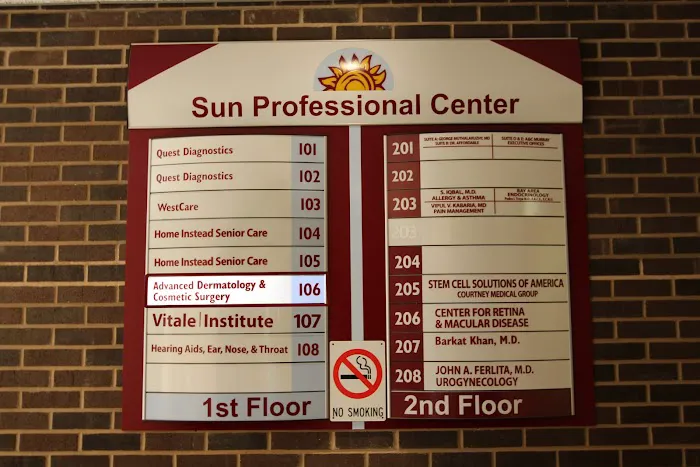 Sun Professional Center
Quest Diagnostics 101
Quest Diagnostics 102
WestCare 103
Home Instead Senior Care 104
Home Instead Senior Care 105
Advanced Dermatology &
Cosmetic Surgery 106
Vitale Institute 107
Hearing Aids, Ear, Nose, & Throat 108
1st Floor
NO SMOKING
201
EXECUTIVE OFFICES
202
203
S. IQBAL, M.D.
ALLERGY & ASTHMA
VIPUL V. KABARIA, MD
PAIN MANAGEMENT
BAY AREA
ENDOCRINOLOGY
203
204
205 STEM CELL SOLUTIONS OF AMERICA
COURTNEY MEDICAL GROUP
206 CENTER FOR RETINA
& MACULAR DISEASE
207 Barkat Khan, M.D.
208 JOHN A. FERLITA, M.D.
UROGYNECOLOGY
2nd Floor